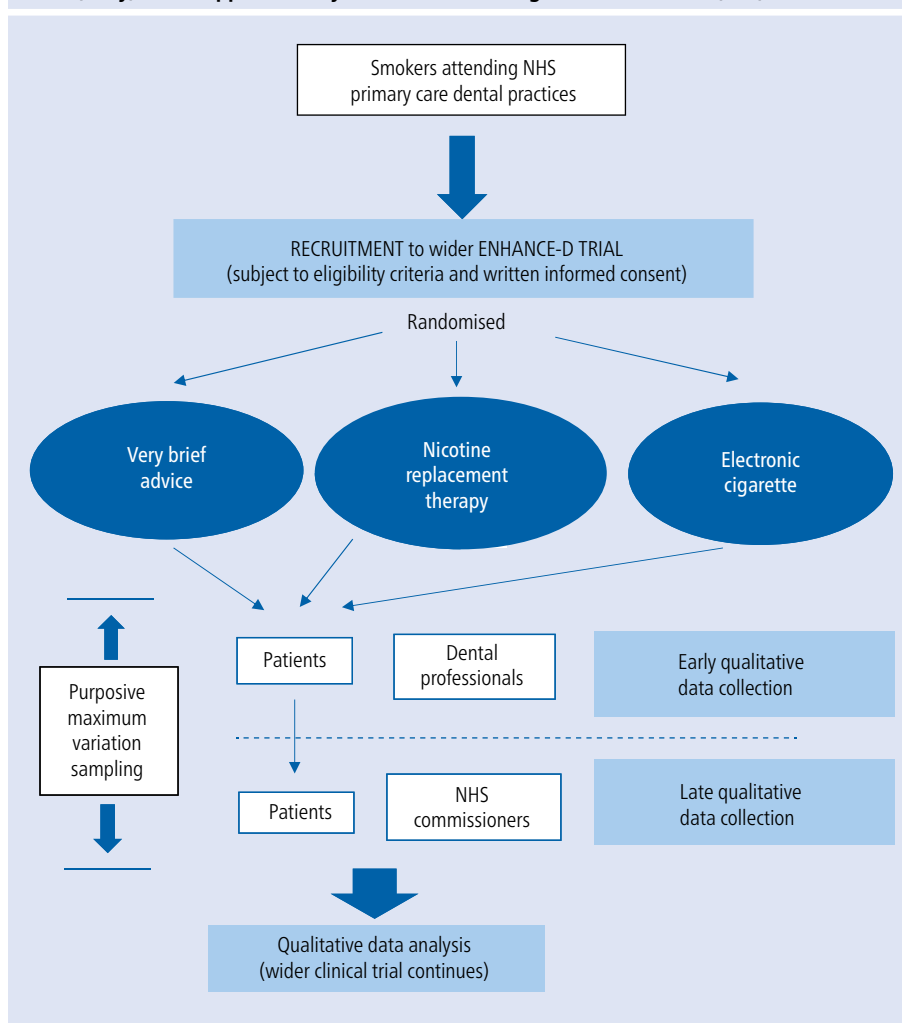 Smokers attending NHS
primary care dental practices
RECRUITMENT to wider ENHANCE-D TRIAL
(subject to eligibility criteria and written informed consent)
Randomised
Very brief
advice
Nicotine
replacement
therapy
Electronic
cigarette
Patients
Dental
professionals
Early qualitative
data collection
Purposive
maximum
variation
sampling
Patients
NHS
commissioners
Late qualitative
data collection
Qualitative data analysis
(wider clinical trial continues)